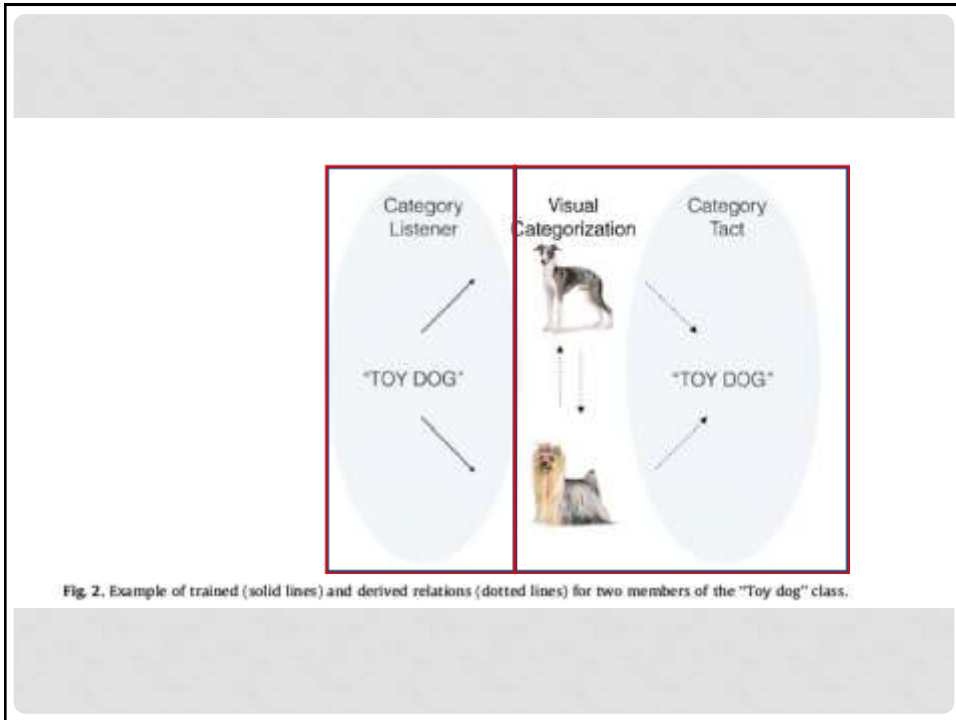 Category
Listener
Visual
Categorization
Category
Tact
"TOY DOG"
"TOY DOG"
Fig. 2. Example of trained (solid lines) and derived relations (dotted lines) for two members of the "Toy dog" class.